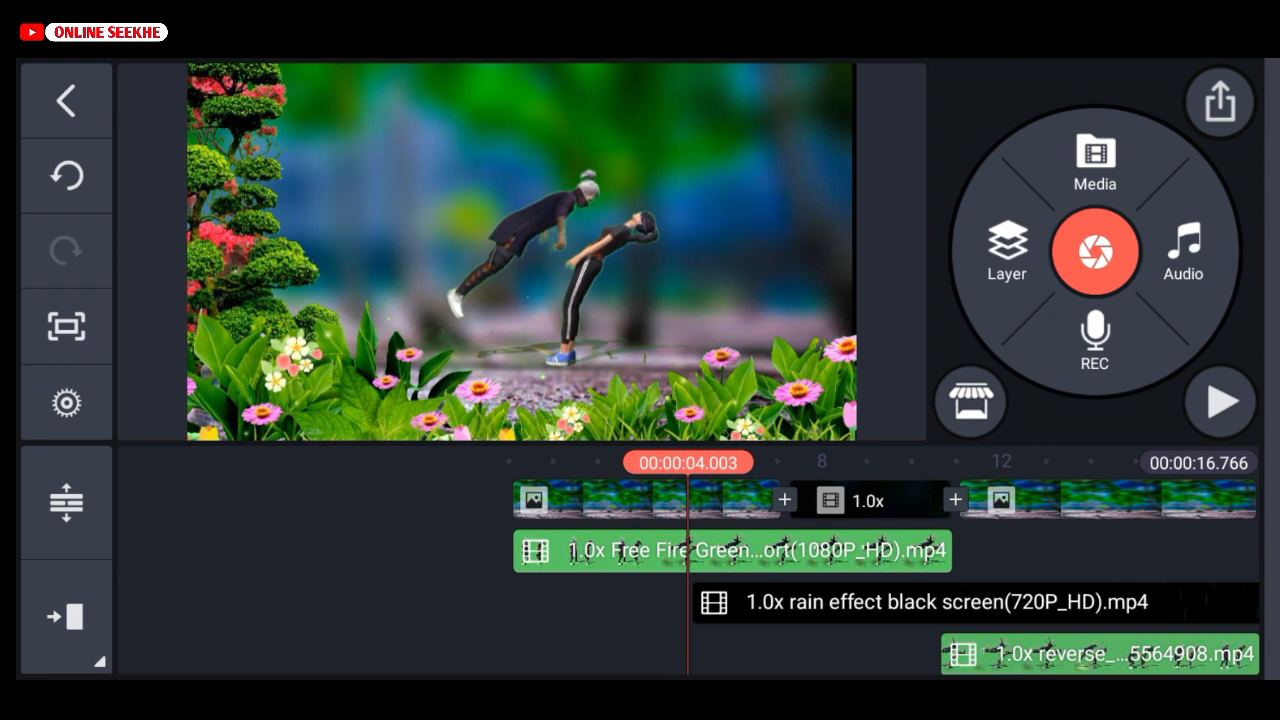 ONLINE SEEKHE
Media
Layer
Audio
REC
00:00:04.003
8
12
00:00:16.766
1.0x
1.0x Free Fire Green...ort(1080P_HD).mp4
1.0x rain effect black screen(720P_HD).mp4
1.0x reverse_...5564908.mp4